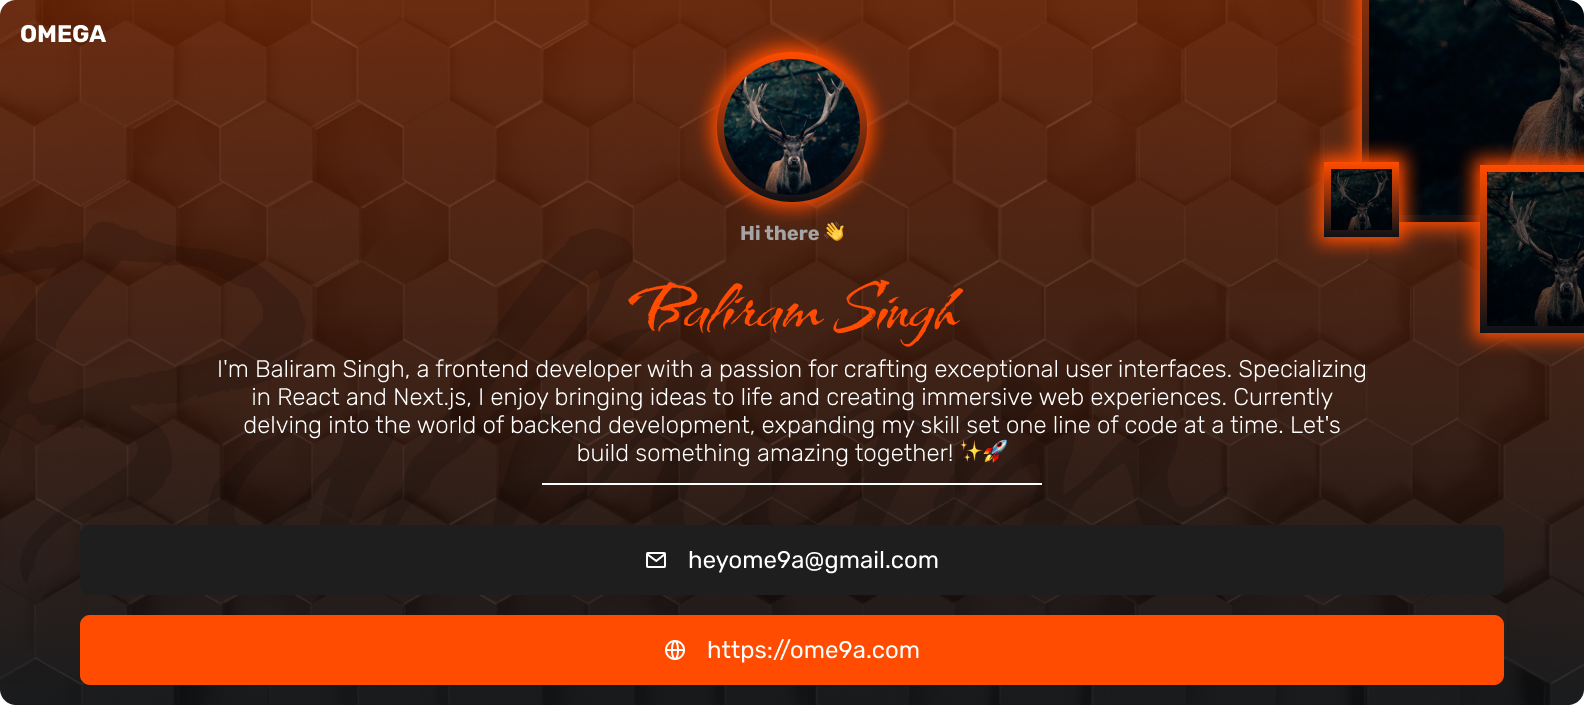 OMEGA
Hi there 👋
Baliram Singh
I'm Baliram Singh, a frontend developer with a passion for crafting exceptional user interfaces. Specializing
in React and Next.js, I enjoy bringing ideas to life and creating immersive web experiences. Currently
delving into the world of backend development, expanding my skill set one line of code at a time. Let's
build something amazing together! ✨🚀
heyome9a@gmail.com
https://ome9a.com